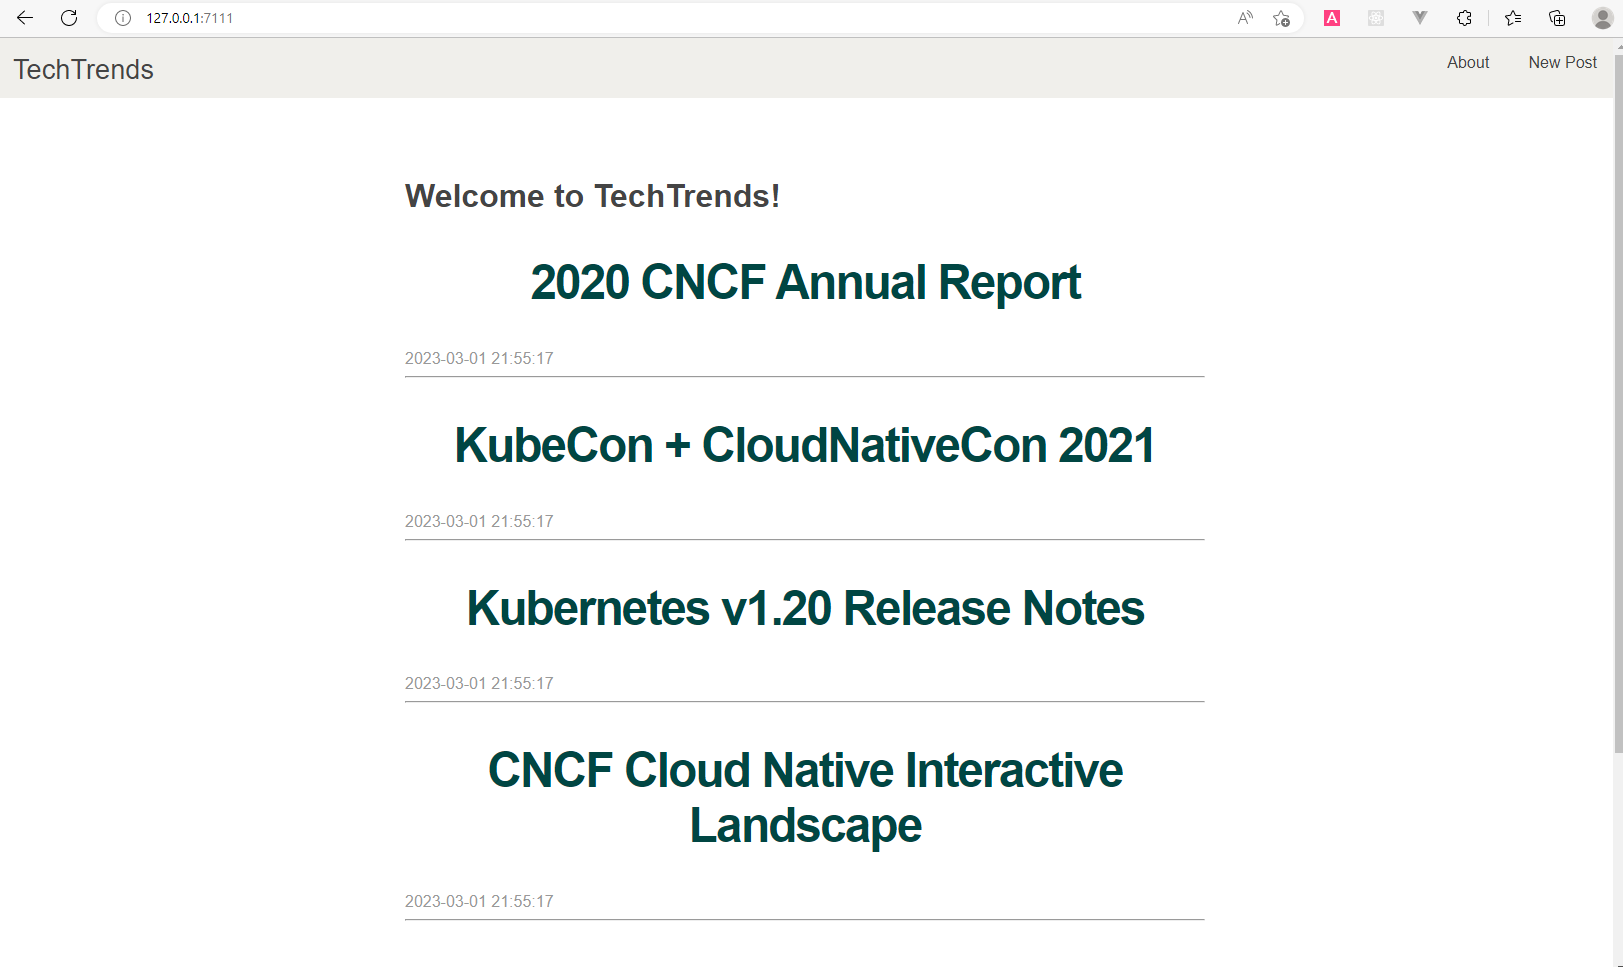 127.0.0.1:7111
TechTrends
About
New Post
Welcome to TechTrends!
2020 CNCF Annual Report
2023-03-01 21:55:17
KubeCon + CloudNativeCon 2021
2023-03-01 21:55:17
Kubernetes v1.20 Release Notes
2023-03-01 21:55:17
CNCF Cloud Native Interactive
Landscape
2023-03-01 21:55:17